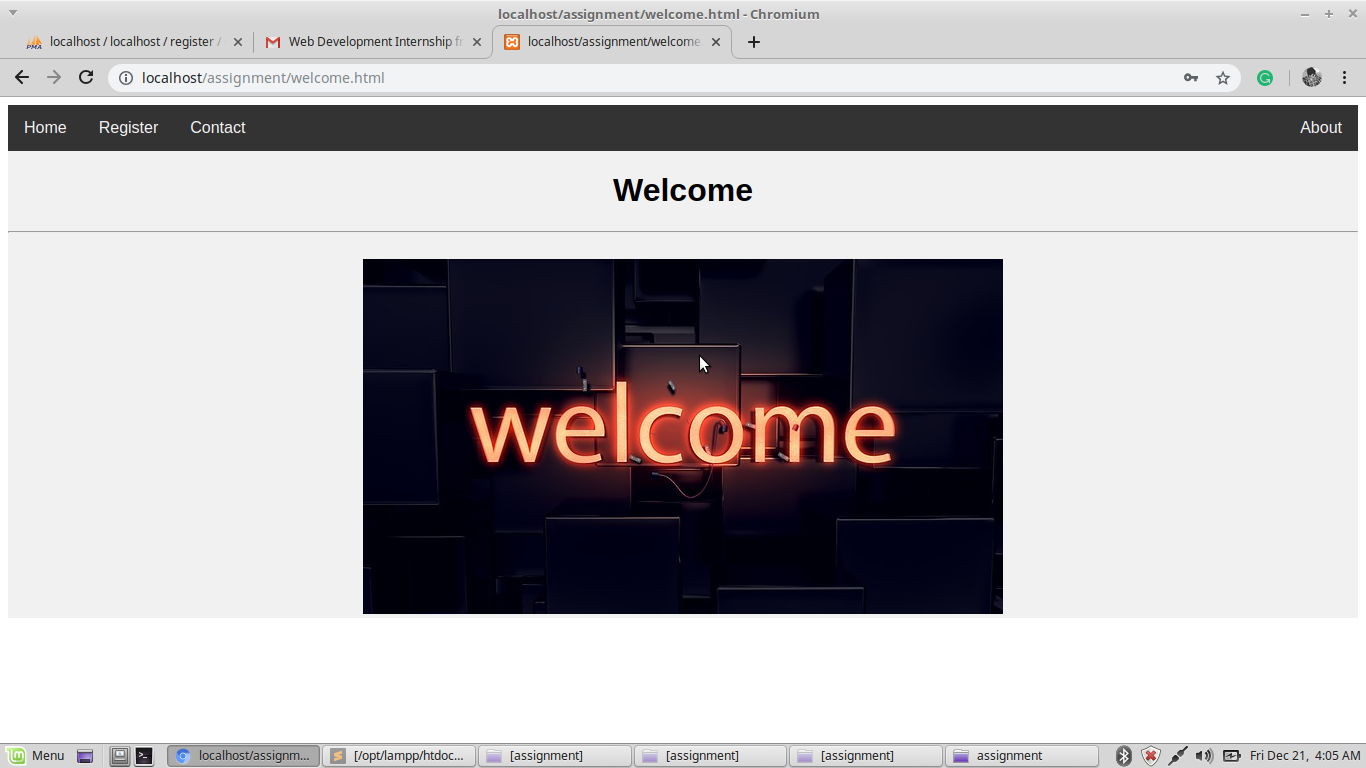 localhost/assignment/welcome.html - Chromium
localhost / localhost / register /
Web Development Internship fr
localhost/assignment/welcome
localhost/assignment/welcome.html
Home Register Contact About
Welcome
welcome
Menu localhost/assignm... [/opt/lampp/htdoc... [assignment] [assignment] [assignment] assignment Fri Dec 21, 4:05 AM